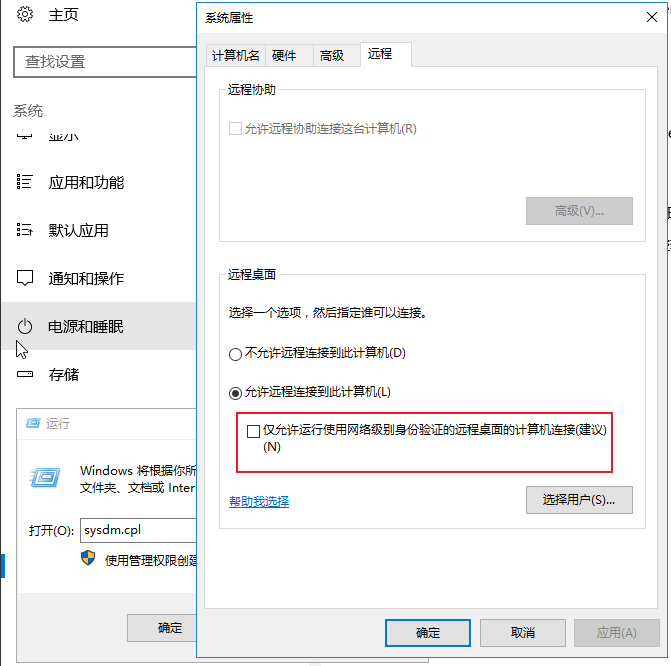 主页
查找设置
系统
显示
应用和功能
默认应用
通知和操作
电源和睡眠
存储
运行
Windows 将根据你所
文件夹、文档或 Inter
打开(O):
sysdm.cpl
使用管理权限创建
确定
系统属性
计算机名
硬件
高级
远程
远程协助
允许远程协助连接这台计算机(R)
高级(V)...
远程桌面
选择一个选项，然后指定谁可以连接。
不允许远程连接到此计算机(D)
允许远程连接到此计算机(L)
仅允许运行使用网络级别身份验证的远程桌面的计算机连接(建议)
(N)
帮助我选择
选择用户(S)...
确定
取消
应用(A)